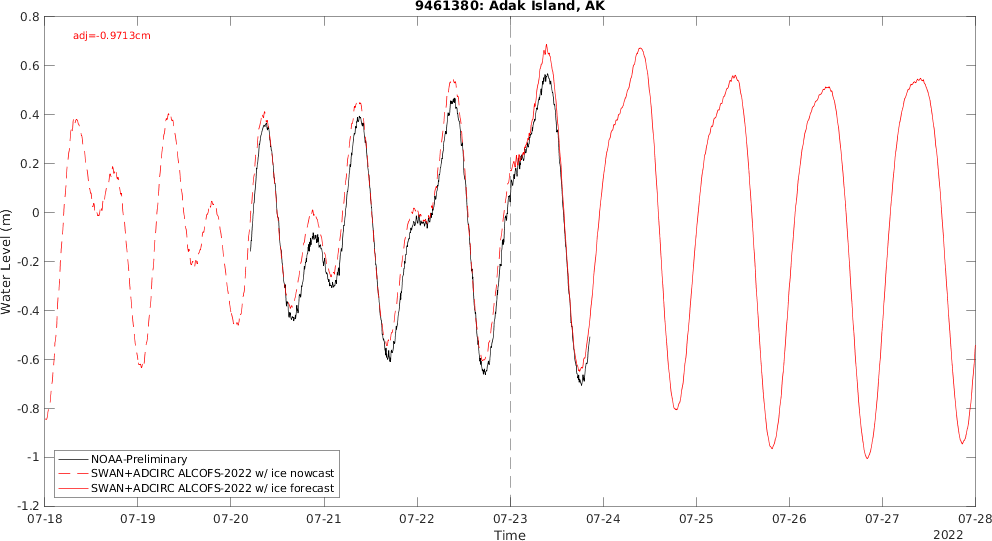 9461380: Adak Island, AK
adj=-0.9713cm
Water Level (m)
0.8
0.6
0.4
0.2
0
-0.2
-0.4
-0.6
-0.8
-1
-1.2
NOAA-Preliminary
SWAN+ADCIRC ALCOFS-2022 w/ ice nowcast
SWAN+ADCIRC ALCOFS-2022 w/ ice forecast
07-18 07-19 07-20 07-21 07-22 07-23 07-24 07-25 07-26 07-27 07-28
Time
2022